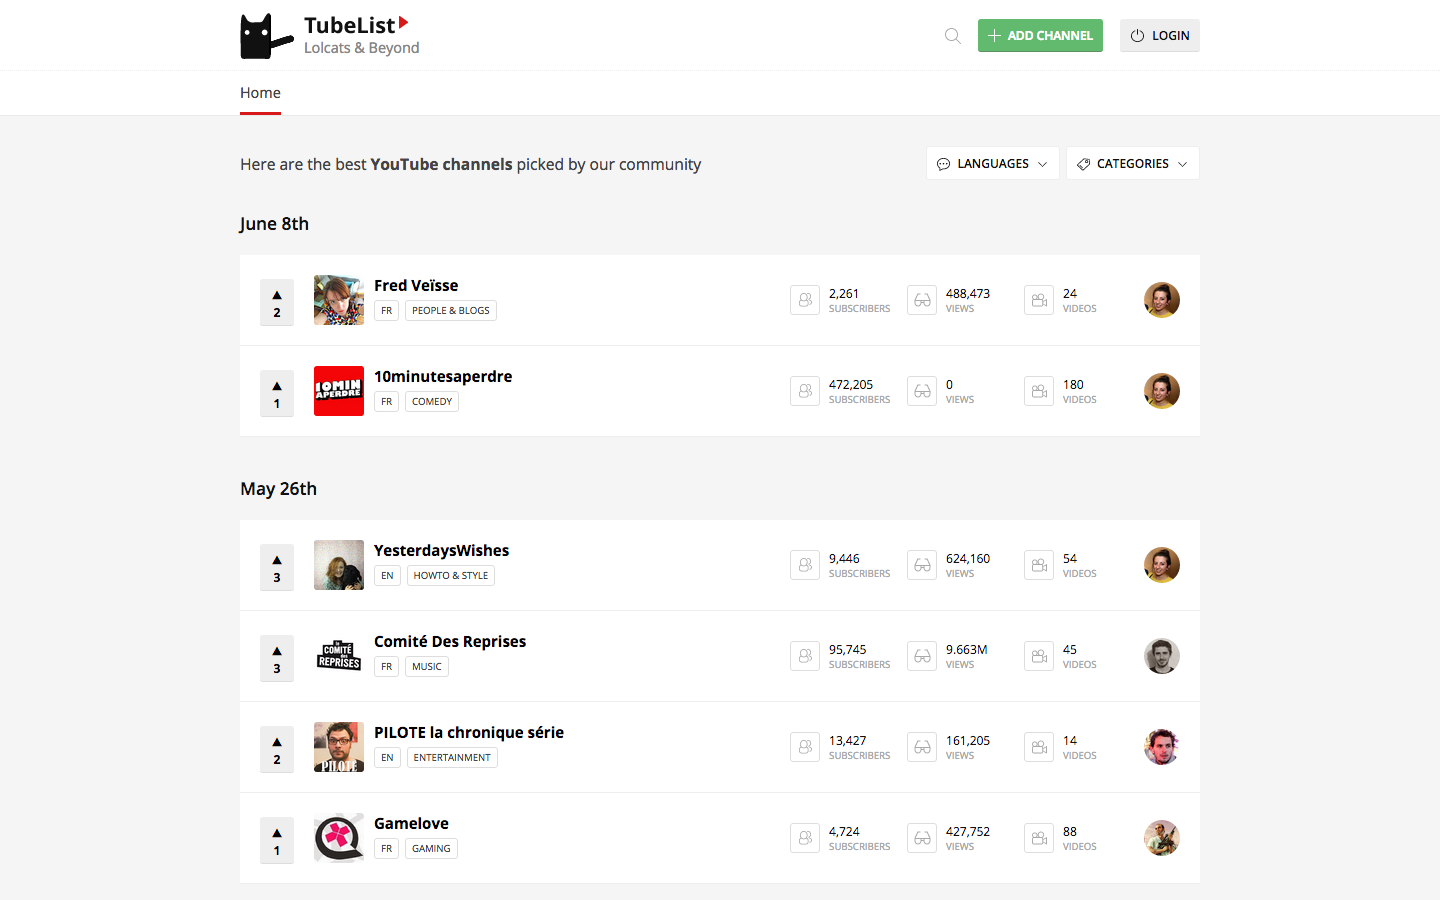 TubeList
Lolcats & Beyond
ADD CHANNEL
LOGIN
Home
Here are the best YouTube channels picked by our community
LANGUAGES
CATEGORIES
June 8th
2
Fred Veïsse
FR
PEOPLE & BLOGS
2,261
SUBSCRIBERS
488,473
VIEWS
24
VIDEOS
1
10MIN
APERDRE
10minutesaperdre
FR
COMEDY
472,205
SUBSCRIBERS
0
VIEWS
180
VIDEOS
May 26th
3
YesterdaysWishes
EN
HOWTO & STYLE
9,446
SUBSCRIBERS
624,160
VIEWS
54
VIDEOS
3
le
COMITÉ
des
REPRISES
Comité Des Reprises
FR
MUSIC
95,745
SUBSCRIBERS
9.663M
VIEWS
45
VIDEOS
2
PILOTE
PILOTE la chronique série
EN
ENTERTAINMENT
13,427
SUBSCRIBERS
161,205
VIEWS
14
VIDEOS
1
Gamelove
FR
GAMING
4,724
SUBSCRIBERS
427,752
VIEWS
88
VIDEOS